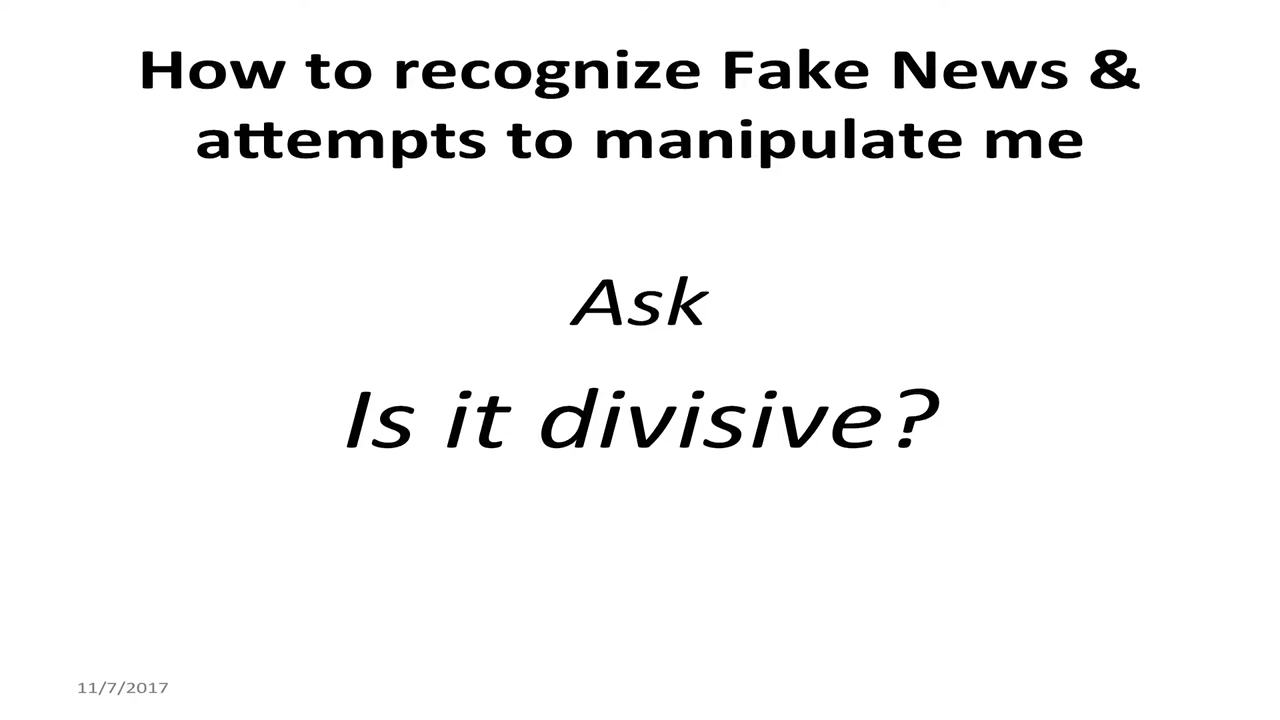 How to recognize Fake News &
attempts to manipulate me
Ask
Is it divisive?
11/7/2017